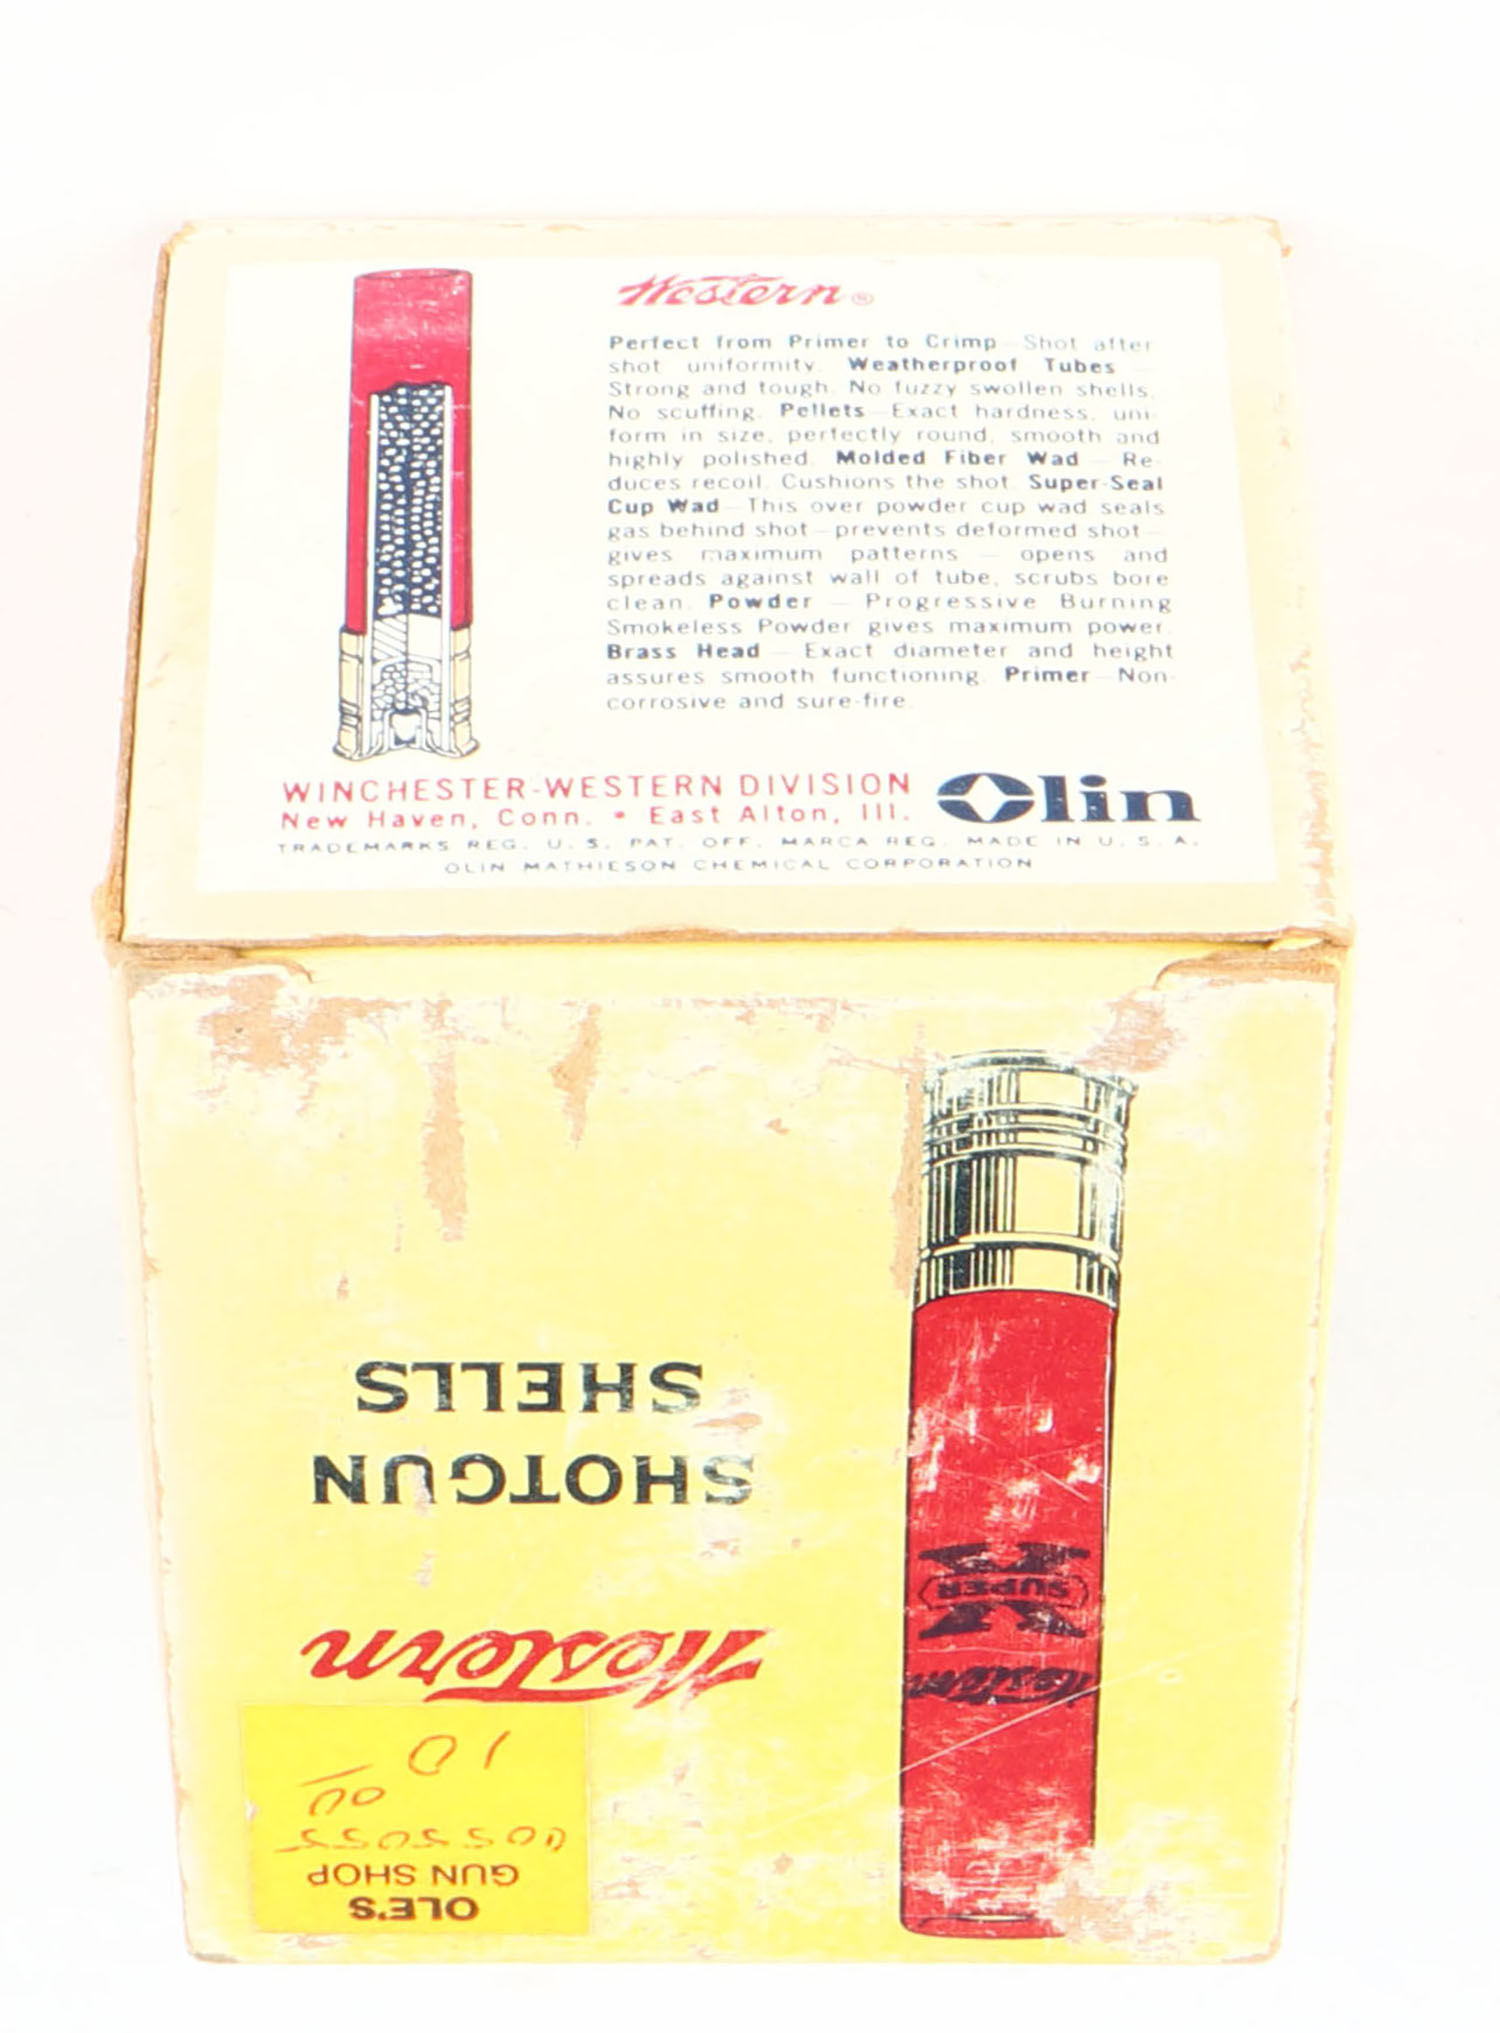 Western®
Perfect from Primer to Crimp—Shot after
shot uniformity. Weatherproof Tubes —
Strong and tough. No fuzzy swollen shells.
No scuffing. Pellets—Exact hardness, uni-
form in size, perfectly round, smooth and
highly polished. Molded Fiber Wad — Re-
duces recoil. Cushions the shot. Super-Seal
Cup Wad—This over powder cup wad seals
gas behind shot—prevents deformed shot—
gives maximum patterns — opens and
spreads against wall of tube, scrubs bore
clean. Powder — Progressive Burning
Smokeless Powder gives maximum power.
Brass Head — Exact diameter and height
assures smooth functioning. Primer—Non-
corrosive and sure-fire.
WINCHESTER-WESTERN DIVISION
New Haven, Conn. • East Alton, Ill.
Olin
TRADEMARKS REG. U. S. PAT. OFF. MARCA REG. MADE IN U. S. A.
OLIN MATHIESON CHEMICAL CORPORATION
OLE'S
GUN SHOP
10
Western
SHOTGUN
SHELLS
Western
SUPER
X